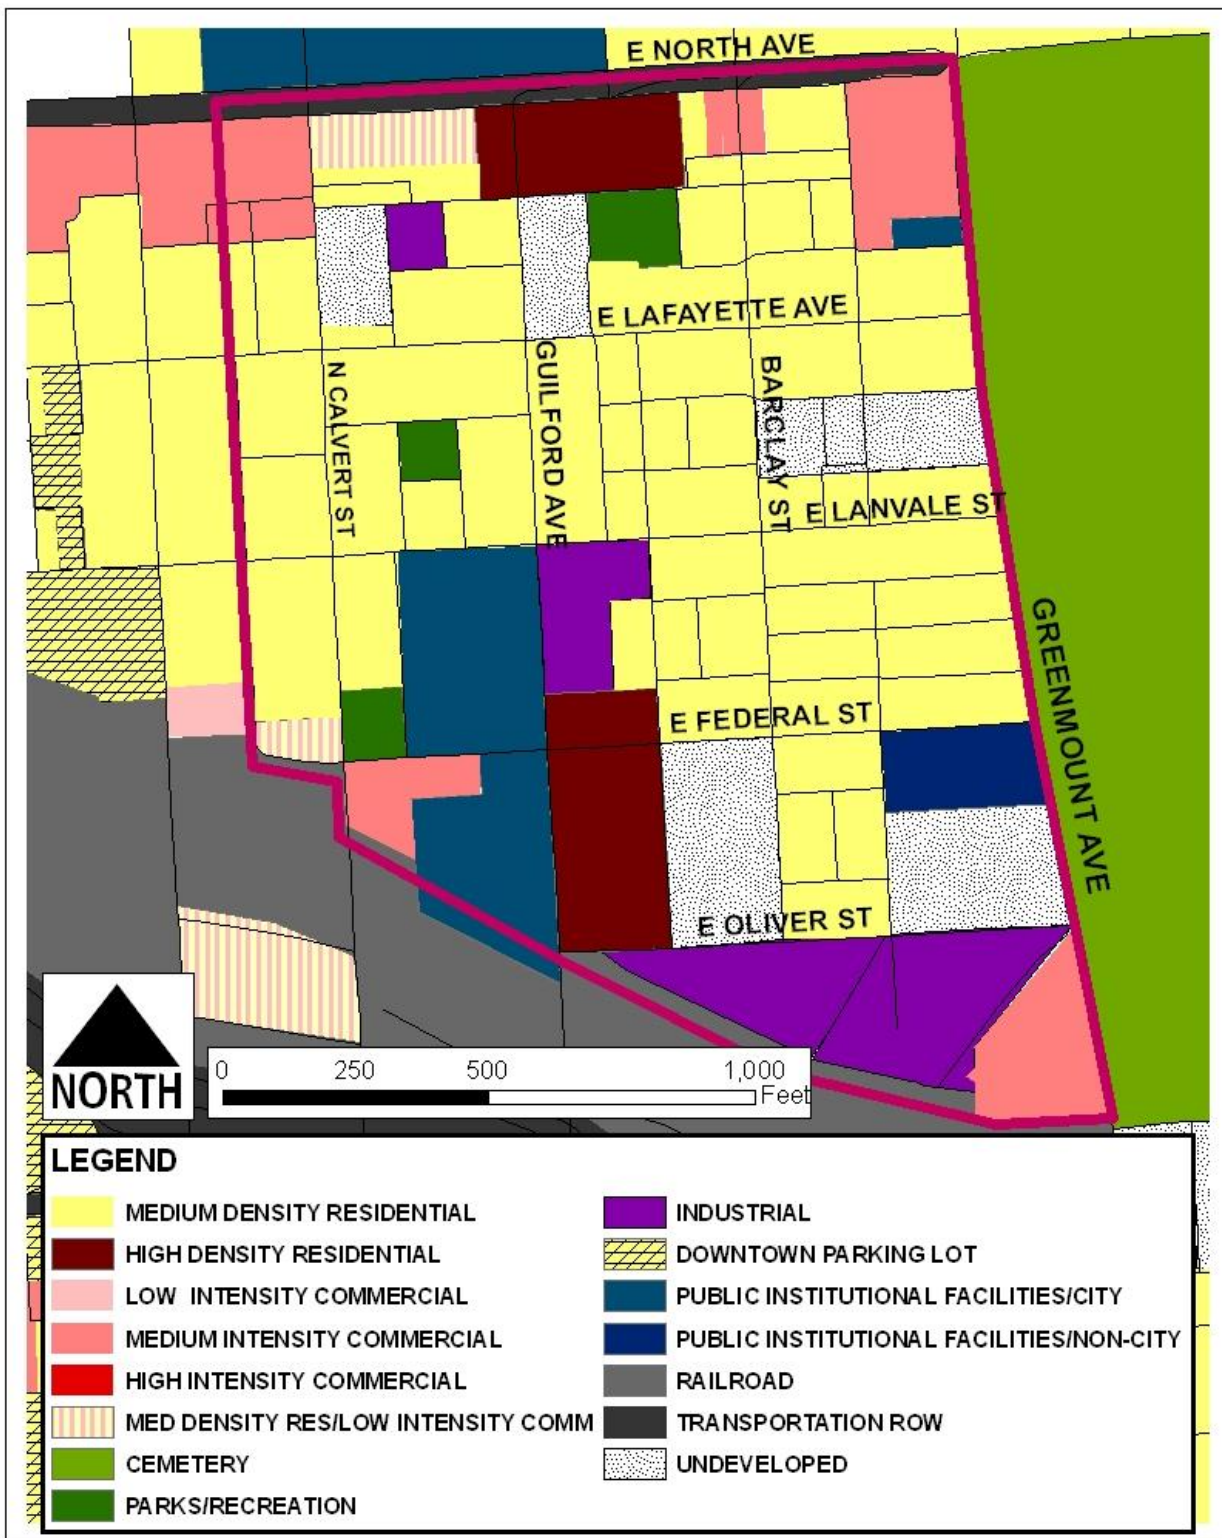 E NORTH AVE
E LAFAYETTE AVE
N CALVERT ST
GUILFORD AVE
BARCLAY ST
E LANVALE ST
GREENMOUNT AVE
E FEDERAL ST
E OLIVER ST
NORTH
0 250 500 1,000
Feet
LEGEND
MEDIUM DENSITY RESIDENTIAL
HIGH DENSITY RESIDENTIAL
LOW INTENSITY COMMERCIAL
MEDIUM INTENSITY COMMERCIAL
HIGH INTENSITY COMMERCIAL
MED DENSITY RES/LOW INTENSITY COMM
CEMETERY
PARKS/RECREATION
INDUSTRIAL
DOWNTOWN PARKING LOT
PUBLIC INSTITUTIONAL FACILITIES/CITY
PUBLIC INSTITUTIONAL FACILITIES/NON-CITY
RAILROAD
TRANSPORTATION ROW
UNDEVELOPED